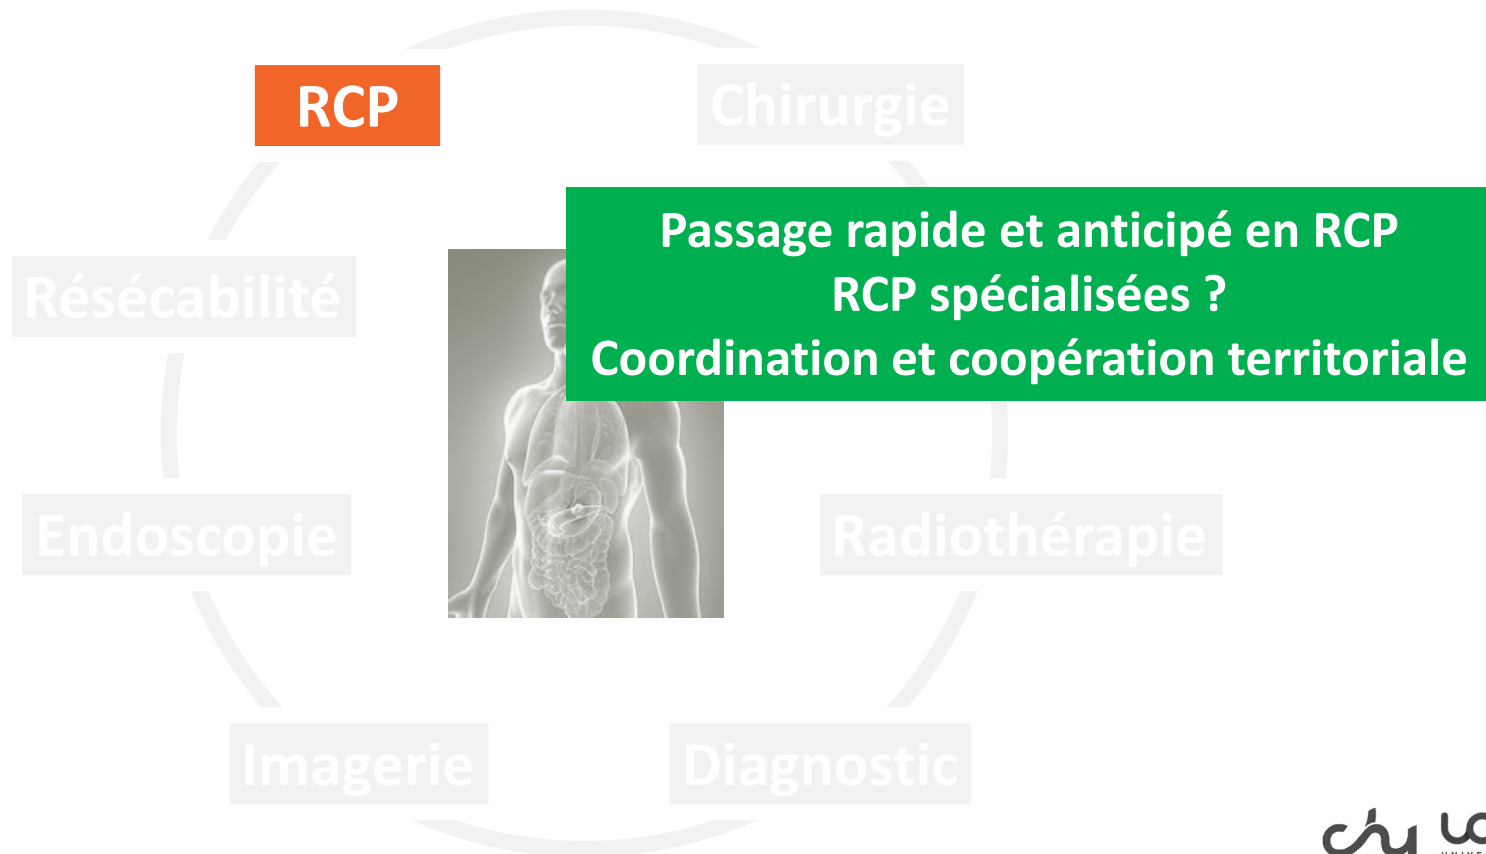 RCP
Chirurgie
Passage rapide et anticipé en RCP
RCP spécialisées ?
Coordination et coopération territoriale
Résécabilité
Endoscopie
Radiothérapie
Imagerie
Diagnostic